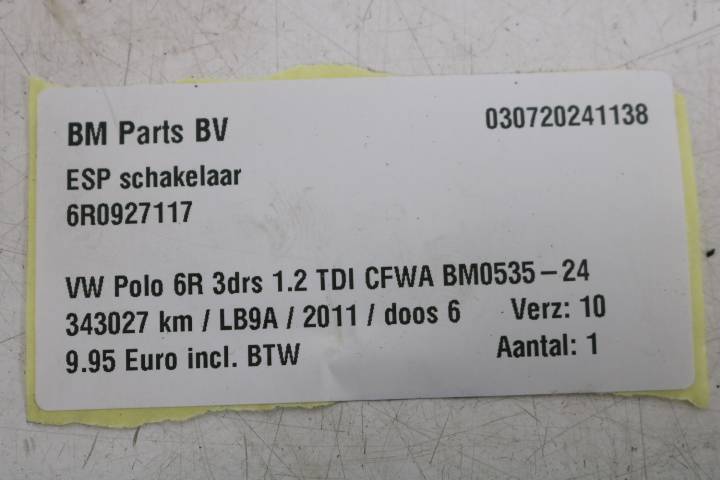 BM Parts BV 030720241138
ESP schakelaar
6R0927117
VW Polo 6R 3drs 1.2 TDI CFWA BM0535-24
343027 km / LB9A / 2011 / doos 6 Verz: 10
9.95 Euro incl. BTW Aantal: 1